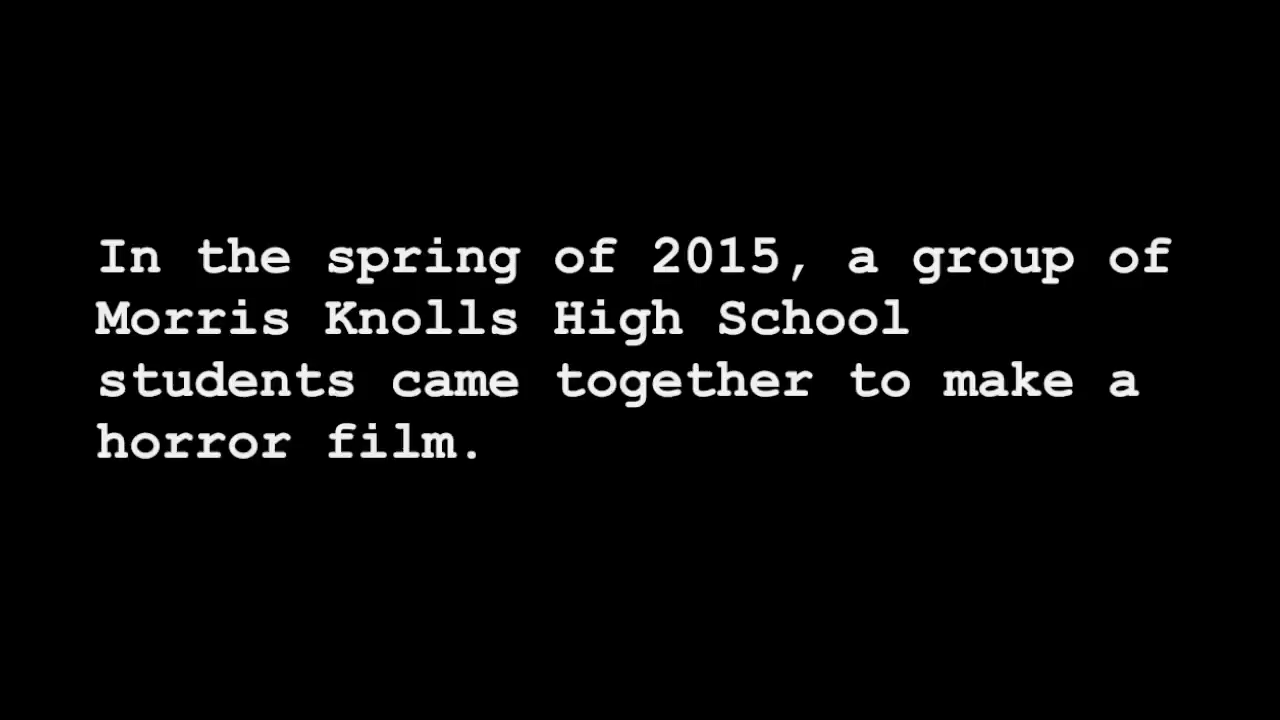 In the spring of 2015, a group of
Morris Knolls High School
students came together to make a
horror film.